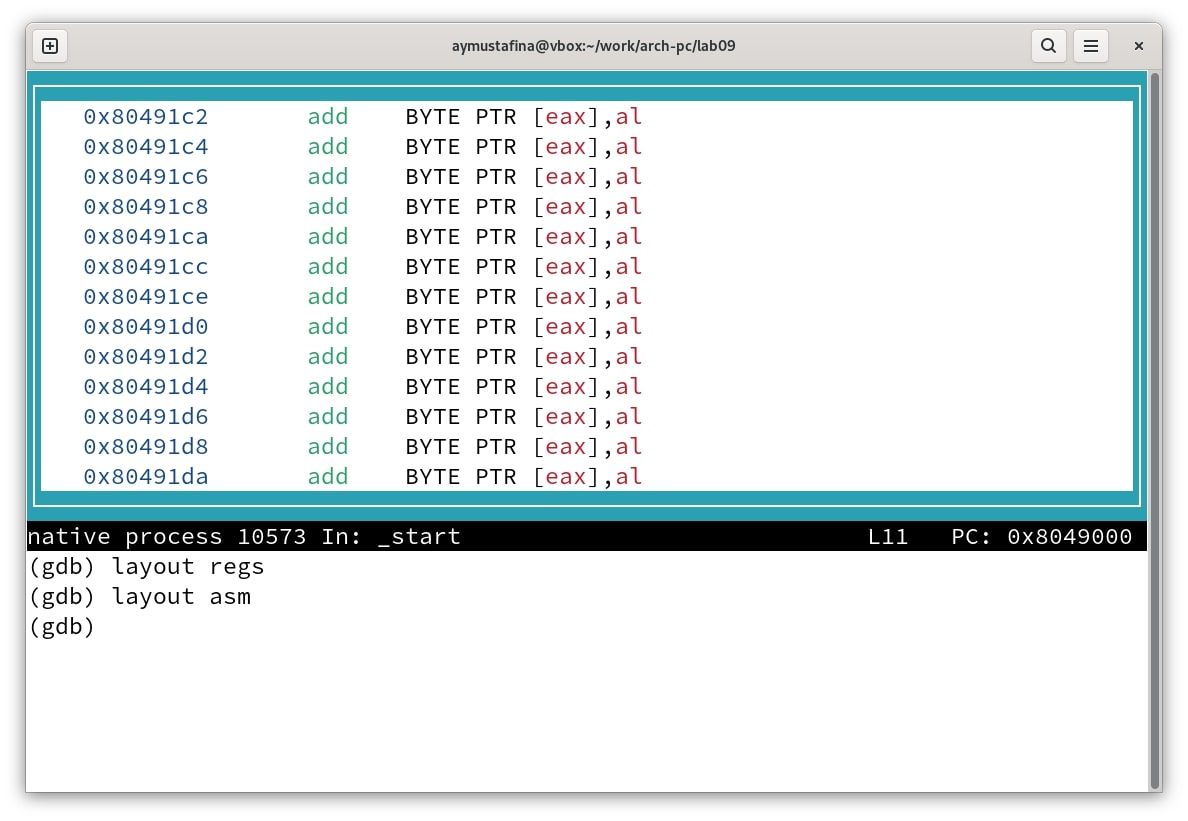 aymustafina@vbox:~/work/arch-pc/lab09
0x80491c2 add BYTE PTR [eax],al
0x80491c4 add BYTE PTR [eax],al
0x80491c6 add BYTE PTR [eax],al
0x80491c8 add BYTE PTR [eax],al
0x80491ca add BYTE PTR [eax],al
0x80491cc add BYTE PTR [eax],al
0x80491ce add BYTE PTR [eax],al
0x80491d0 add BYTE PTR [eax],al
0x80491d2 add BYTE PTR [eax],al
0x80491d4 add BYTE PTR [eax],al
0x80491d6 add BYTE PTR [eax],al
0x80491d8 add BYTE PTR [eax],al
0x80491da add BYTE PTR [eax],al
native process 10573 In: _start L11 PC: 0x8049000
(gdb) layout regs
(gdb) layout asm
(gdb)